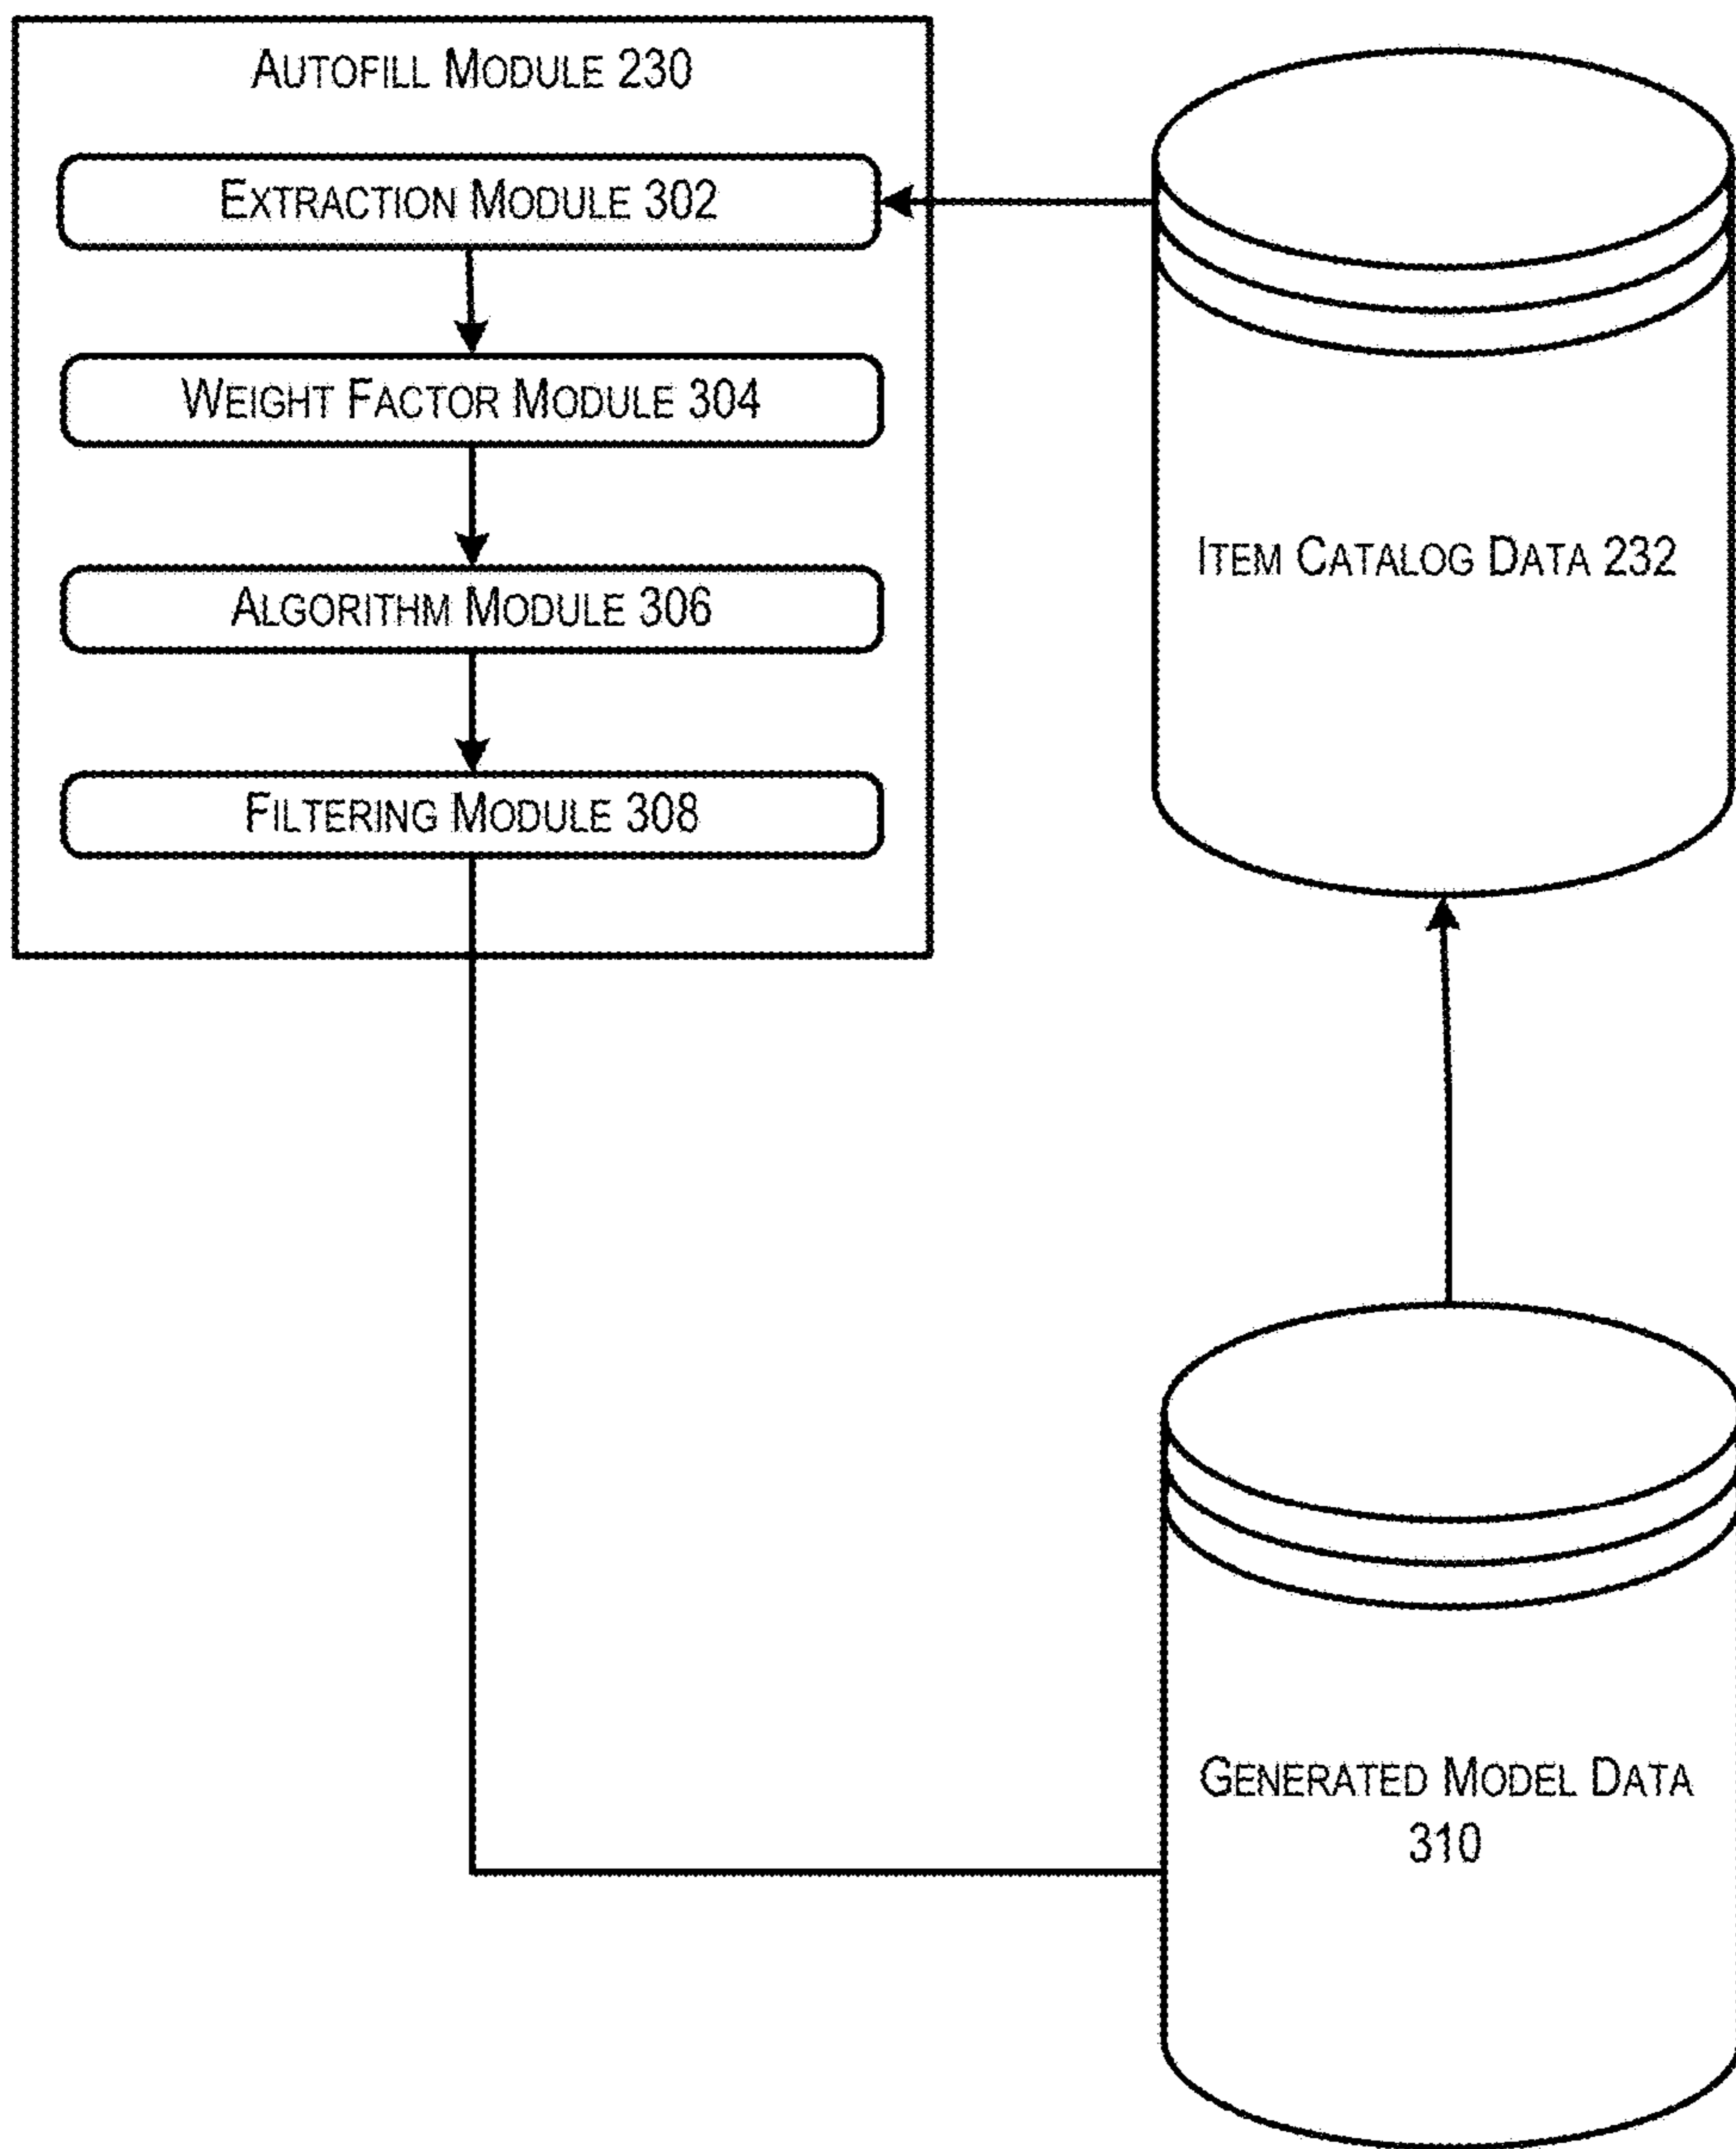 AUTOFILL MODULE 230
EXTRACTION MODULE 302
WEIGHT FACTOR MODULE 304
ALGORITHM MODULE 306
FILTERING MODULE 308
ITEM CATALOG DATA 232
GENERATED MODEL DATA
310